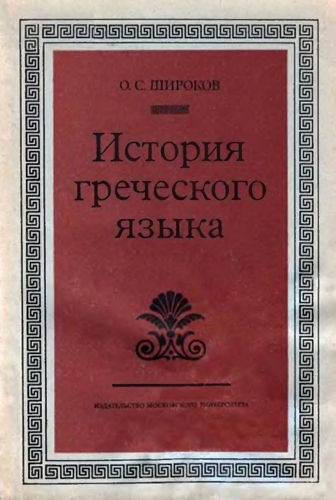 О. С. ШИРОКОВ
История
греческого
языка
ИЗДАТЕЛЬСТВО МОСКОВСКОГО УНИВЕРСИТЕТА